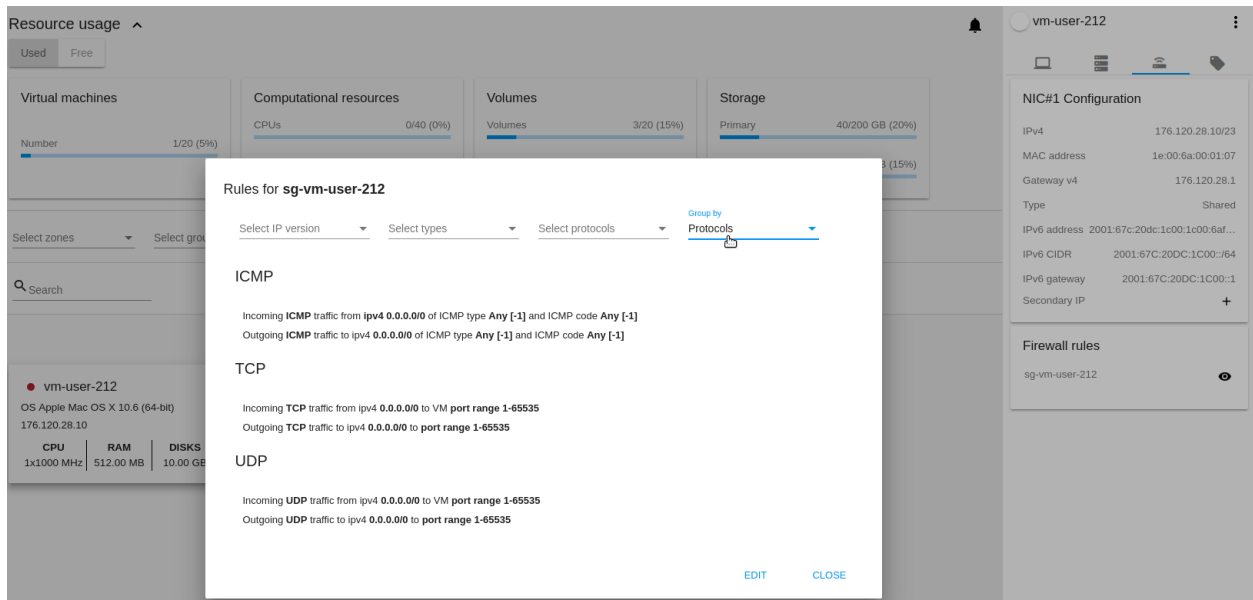 Resource usage
Used Free
Virtual machines
Number 1/20 (5%)
Computational resources
CPUs 0/40 (0%)
Volumes
Volumes 3/20 (15%)
Storage
Primary 40/200 GB (20%)
(15%)
Select zones
Select
Search
vm-user-212
OS Apple Mac OS X 10.6 (64-bit)
176.120.28.10
CPU RAM DISKS
1x1000 MHz 512.00 MB 10.00 GB
Rules for sg-vm-user-212
Group by
Select IP version Select types Select protocols Protocols
ICMP
Incoming ICMP traffic from ipv4 0.0.0.0/0 of ICMP type Any [-1] and ICMP code Any [-1]
Outgoing ICMP traffic to ipv4 0.0.0.0/0 of ICMP type Any [-1] and ICMP code Any [-1]
TCP
Incoming TCP traffic from ipv4 0.0.0.0/0 to VM port range 1-65535
Outgoing TCP traffic to ipv4 0.0.0.0/0 to port range 1-65535
UDP
Incoming UDP traffic from ipv4 0.0.0.0/0 to VM port range 1-65535
Outgoing UDP traffic to ipv4 0.0.0.0/0 to port range 1-65535
EDIT CLOSE
vm-user-212
NIC#1 Configuration
IPv4 176.120.28.10/23
MAC address 1e:00:6a:00:01:07
Gateway v4 176.120.28.1
Type Shared
IPv6 address 2001:67c:20dc:1c00:1c00:6af...
IPv6 CIDR 2001:67C:20DC:1C00::/64
IPv6 gateway 2001:67C:20DC:1C00::1
Secondary IP
Firewall rules
sg-vm-user-212